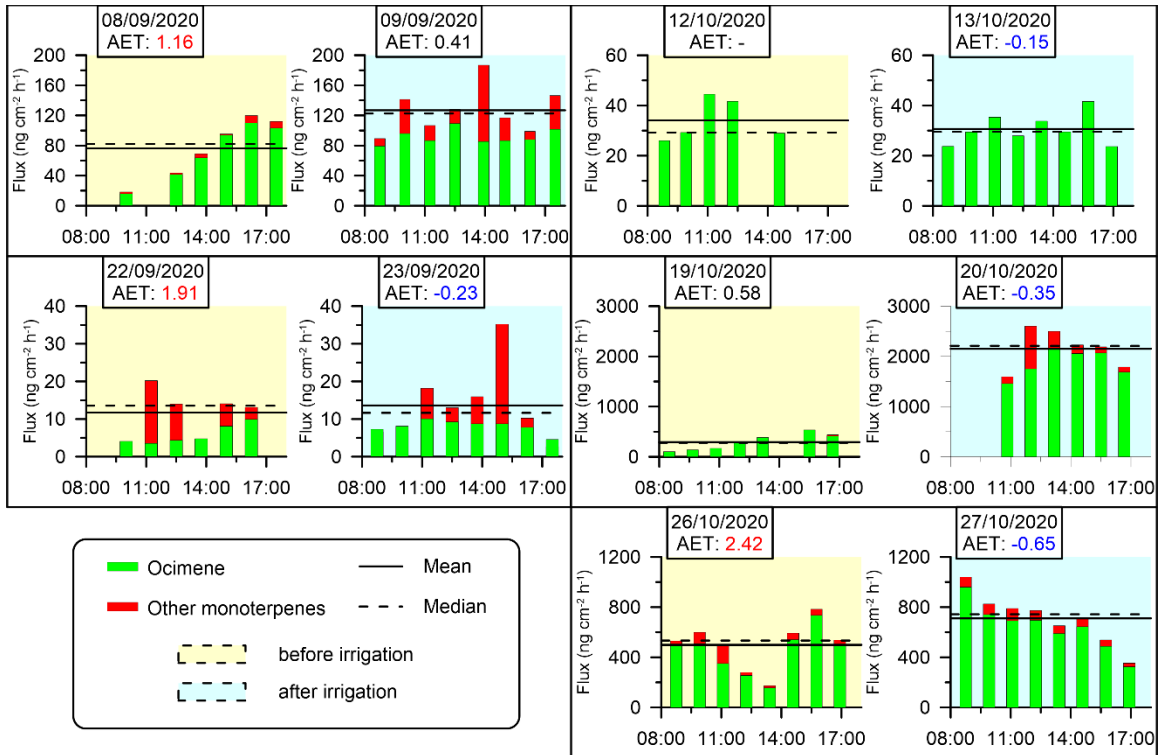 08/09/2020
AET: 1.16
09/09/2020
AET: 0.41
12/10/2020
AET: -
13/10/2020
AET: -0.15
Flux (ng cm⁻² h⁻¹)
200
160
120
80
40
0
08:00 11:00 14:00 17:00
Flux (ng cm⁻² h⁻¹)
200
160
120
80
40
0
08:00 11:00 14:00 17:00
Flux (ng cm⁻² h⁻¹)
60
40
20
0
08:00 11:00 14:00 17:00
Flux (ng cm⁻² h⁻¹)
60
40
20
0
08:00 11:00 14:00 17:00
22/09/2020
AET: 1.91
23/09/2020
AET: -0.23
19/10/2020
AET: 0.58
20/10/2020
AET: -0.35
Flux (ng cm⁻² h⁻¹)
40
30
20
10
0
08:00 11:00 14:00 17:00
Flux (ng cm⁻² h⁻¹)
40
30
20
10
0
08:00 11:00 14:00 17:00
Flux (ng cm⁻² h⁻¹)
3000
2000
1000
0
08:00 11:00 14:00 17:00
Flux (ng cm⁻² h⁻¹)
3000
2000
1000
0
08:00 11:00 14:00 17:00
Ocimene
Mean
Other monoterpenes
Median
before irrigation
after irrigation
26/10/2020
AET: 2.42
27/10/2020
AET: -0.65
Flux (ng cm⁻² h⁻¹)
1200
800
400
0
08:00 11:00 14:00 17:00
Flux (ng cm⁻² h⁻¹)
1200
800
400
0
08:00 11:00 14:00 17:00